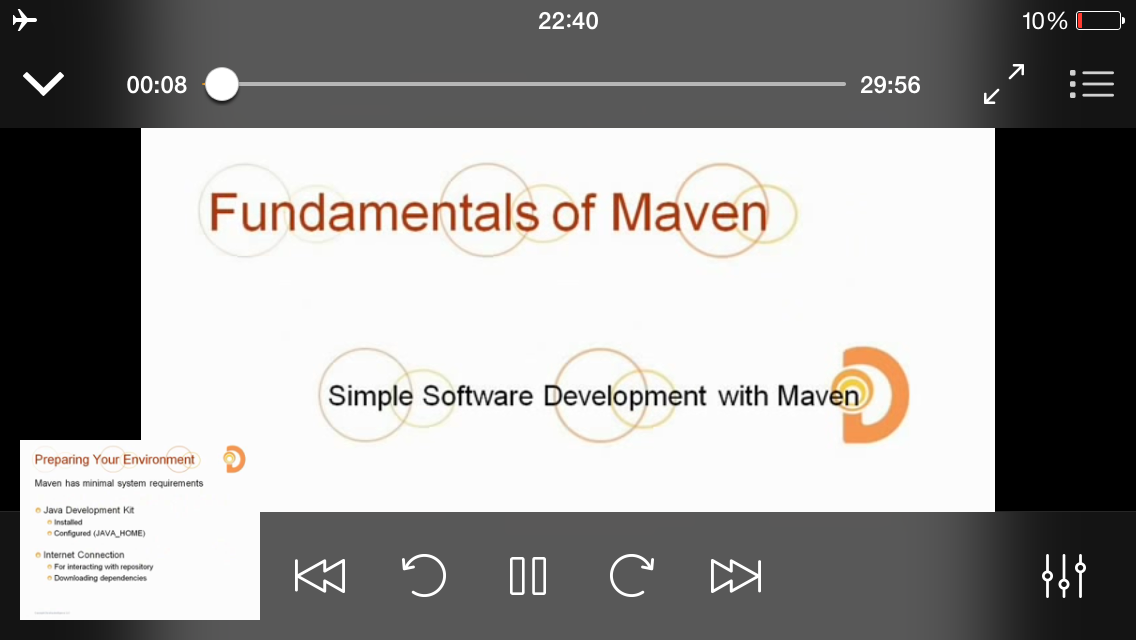 22:40
10%
00:08
29:56
Fundamentals of Maven
Simple Software Development with Maven
Preparing Your Environment
Maven has minimal system requirements
Java Development Kit
Installed
Configured (JAVA_HOME)
Internet Connection
For interacting with repository
Downloading dependencies